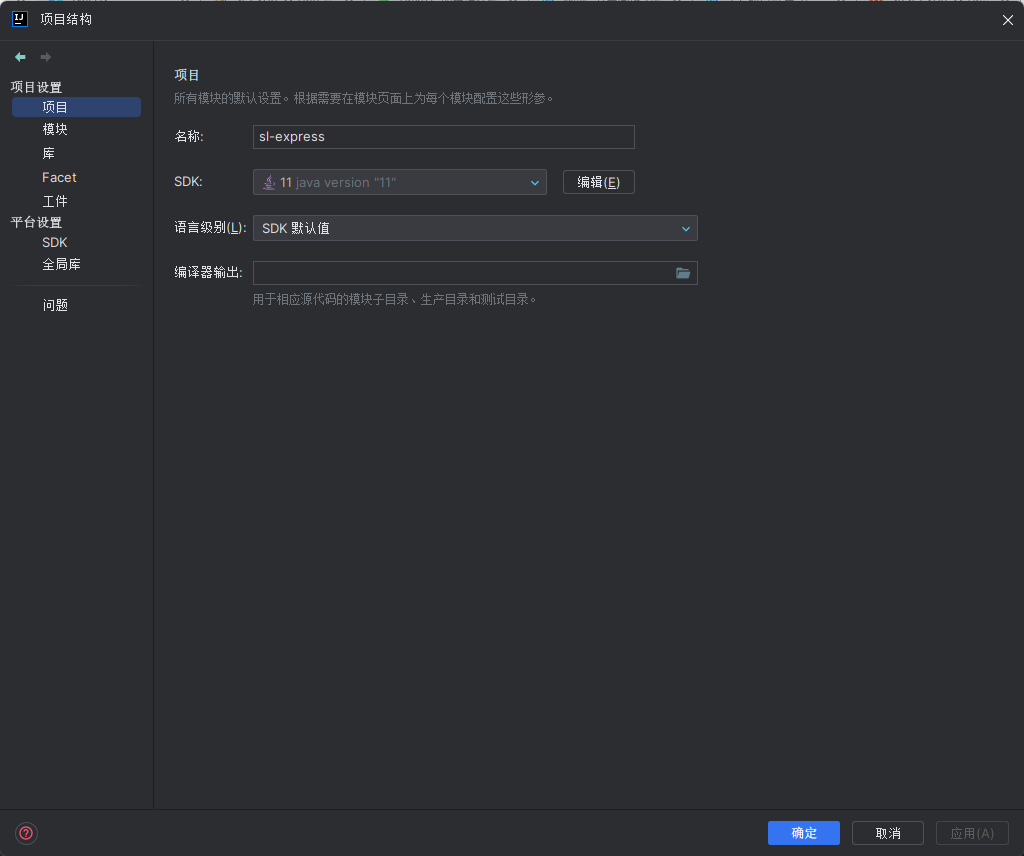 项目结构
项目设置
项目
模块
库
Facet
工件
平台设置
SDK
全局库
问题
项目
所有模块的默认设置。根据需要在模块页面上为每个模块配置这些形参。
名称: sl-express
SDK: 11 java version "11" 编辑(E)
语言级别(L): SDK 默认值
编译器输出:
用于相应源代码的模块子目录、生产目录和测试目录。
确定 取消 应用(A)